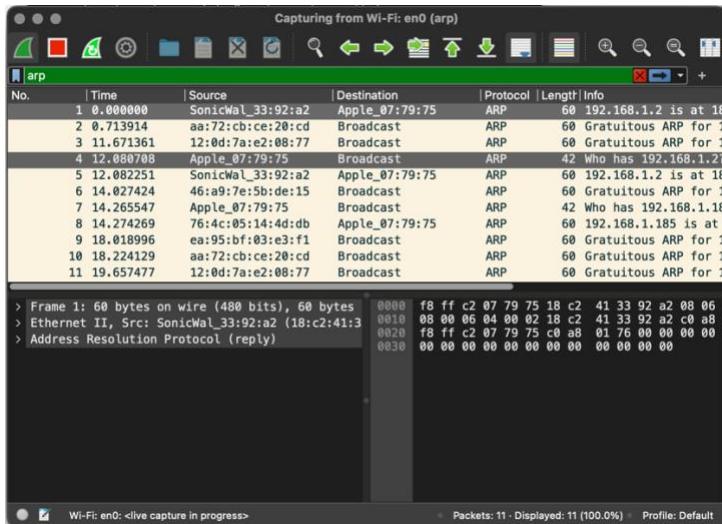 Capturing from Wi-Fi: en0 (arp)
arp
No. Time Source Destination Protocol Length Info
1 0.000000 SonicWal_33:92:a2 Apple_07:79:75 ARP 60 192.168.1.2 is at 18
2 0.713914 aa:72:cb:ce:20:cd Broadcast ARP 60 Gratuitous ARP for 1
3 11.671361 12:0d:7a:e2:08:77 Broadcast ARP 60 Gratuitous ARP for 1
4 12.080708 Apple_07:79:75 Broadcast ARP 42 Who has 192.168.1.2?
5 12.082251 SonicWal_33:92:a2 Apple_07:79:75 ARP 60 192.168.1.2 is at 18
6 14.027424 46:a9:7e:5b:de:15 Broadcast ARP 60 Gratuitous ARP for 1
7 14.265547 Apple_07:79:75 Broadcast ARP 42 Who has 192.168.1.18
8 14.274269 76:4c:05:14:4d:db Apple_07:79:75 ARP 60 192.168.1.185 is at
9 18.018996 ea:95:bf:03:e3:f1 Broadcast ARP 60 Gratuitous ARP for 1
10 18.224129 aa:72:cb:ce:20:cd Broadcast ARP 60 Gratuitous ARP for 1
11 19.657477 12:0d:7a:e2:08:77 Broadcast ARP 60 Gratuitous ARP for 1
> Frame 1: 60 bytes on wire (480 bits), 60 bytes
> Ethernet II, Src: SonicWal_33:92:a2 (18:c2:41:3
> Address Resolution Protocol (reply)
0000 f8 ff c2 07 79 75 18 c2 41 33 92 a2 08 06
0010 08 00 06 04 00 02 18 c2 41 33 92 a2 c0 a8
0020 f8 ff c2 07 79 75 c0 a8 01 76 00 00 00 00
0030 00 00 00 00 00 00 00 00 00 00 00 00
Wi-Fi: en0: <live capture in progress> Packets: 11 · Displayed: 11 (100.0%) Profile: Default